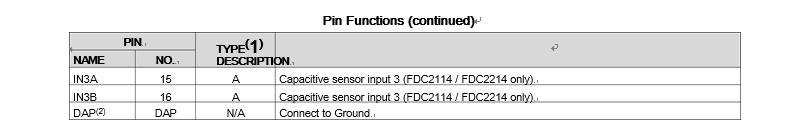 Pin Functions (continued)
PIN
TYPE(1)
DESCRIPTION
NAME NO.
IN3A 15 A Capacitive sensor input 3 (FDC2114 / FDC2214 only).
IN3B 16 A Capacitive sensor input 3 (FDC2114 / FDC2214 only).
DAP(2) DAP N/A Connect to Ground.